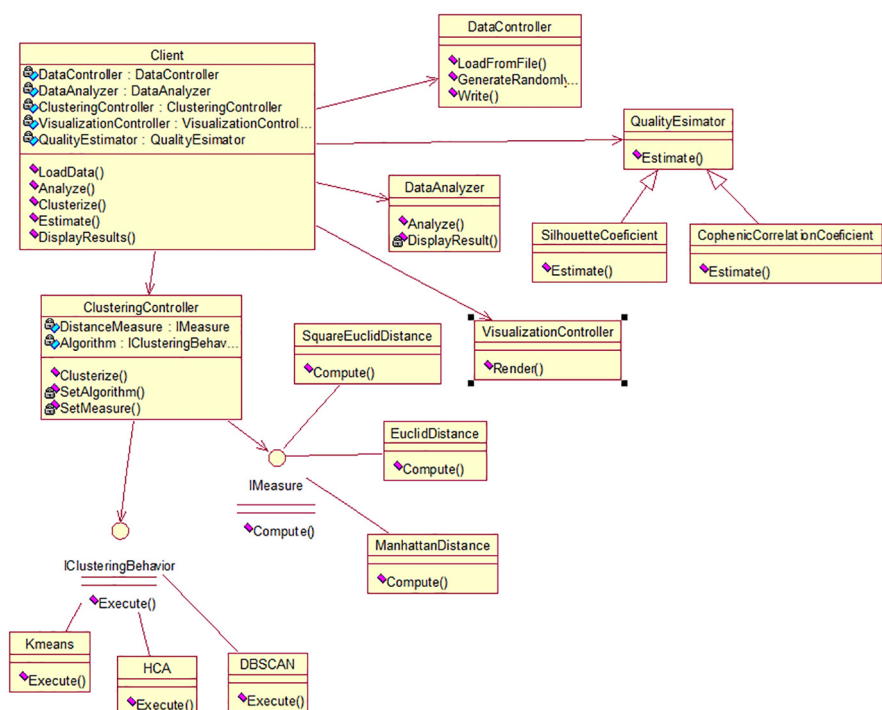 Client
DataController : DataController
DataAnalyzer : DataAnalyzer
ClusteringController : ClusteringController
VisualizationController : VisualizationControl...
QualityEstimator : QualityEsimator
LoadData()
Analyze()
Clusterize()
Estimate()
DisplayResults()
DataController
LoadFromFile()
GenerateRandomly...
Write()
QualityEsimator
Estimate()
DataAnalyzer
Analyze()
DisplayResult()
SilhouetteCoeficient
Estimate()
CophenicCorrelationCoeficient
Estimate()
ClusteringController
DistanceMeasure : IMeasure
Algorithm : IClusteringBehav...
Clusterize()
SetAlgorithm()
SetMeasure()
SquareEuclidDistance
Compute()
VisualizationController
Render()
EuclidDistance
Compute()
IMeasure
Compute()
ManhattanDistance
Compute()
IClusteringBehavior
Execute()
Kmeans
Execute()
HCA
Execute()
DBSCAN
Execute()